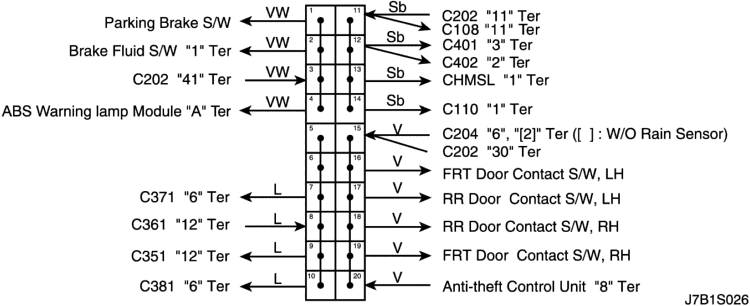 Parking Brake S/W VW 1 11 Sb C202 "11" Ter
C108 "11" Ter
Brake Fluid S/W "1" Ter VW 2 12 Sb C401 "3" Ter
C402 "2" Ter
C202 "41" Ter VW 3 13 Sb CHMSL "1" Ter
ABS Warning lamp Module "A" Ter VW 4 14 Sb C110 "1" Ter
5 15 V C204 "6", "[2]" Ter ([ ] : W/O Rain Sensor)
C202 "30" Ter
6 16 V FRT Door Contact S/W, LH
C371 "6" Ter L 7 17 V RR Door Contact S/W, LH
C361 "12" Ter L 8 18 V RR Door Contact S/W, RH
C351 "12" Ter L 9 19 V FRT Door Contact S/W, RH
C381 "6" Ter L 10 20 V Anti-theft Control Unit "8" Ter
J7B1S026